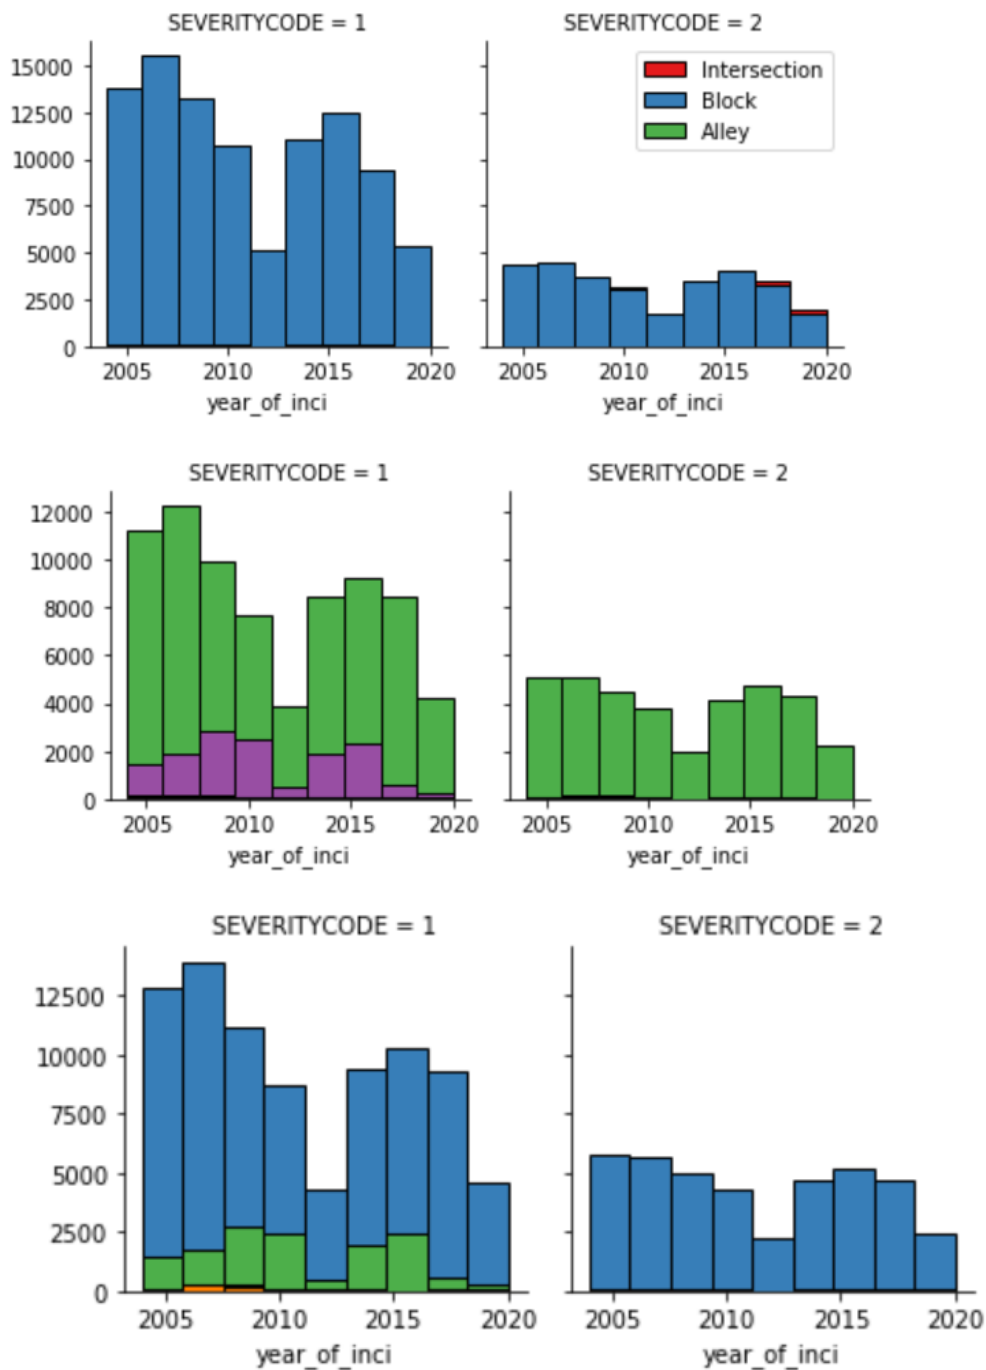 SEVERITYCODE = 1
SEVERITYCODE = 2
15000
12500
10000
7500
5000
2500
0
Intersection
Block
Alley
2005 2010 2015 2020
2005 2010 2015 2020
year_of_inci
year_of_inci
SEVERITYCODE = 1
SEVERITYCODE = 2
12000
10000
8000
6000
4000
2000
0
2005 2010 2015 2020
2005 2010 2015 2020
year_of_inci
year_of_inci
SEVERITYCODE = 1
SEVERITYCODE = 2
12500
10000
7500
5000
2500
0
2005 2010 2015 2020
2005 2010 2015 2020
year_of_inci
year_of_inci